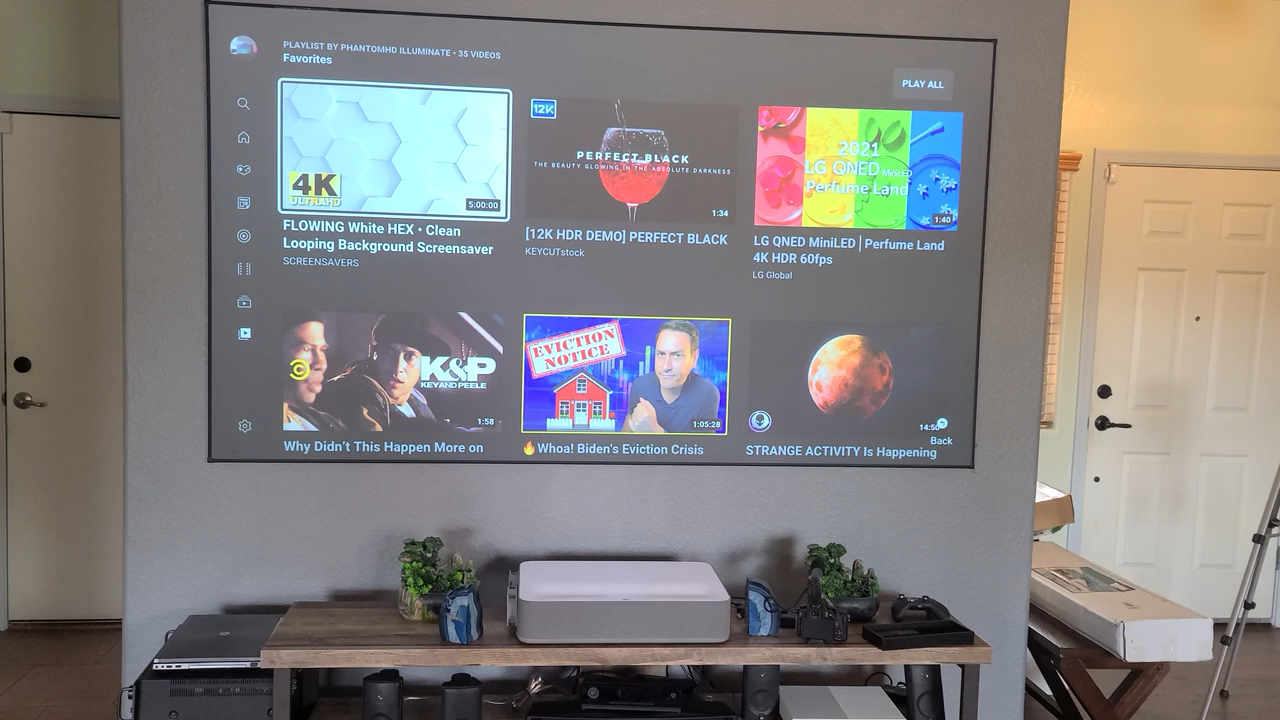 PLAYLIST BY PHANTOMHD ILLUMINATE • 35 VIDEOS
Favorites
PLAY ALL
4K
ULTRAHD
5:00:00
12K
PERFECT BLACK
THE BEAUTY GLOWING IN THE ABSOLUTE DARKNESS
1:34
2021
LG QNED MiniLED
Perfume Land
1:40
FLOWING White HEX • Clean
Looping Background Screensaver
SCREENSAVERS
[12K HDR DEMO] PERFECT BLACK
KEYCUTstock
LG QNED MiniLED | Perfume Land
4K HDR 60fps
LG Global
K&P
KEY AND PEELE
1:58
EVICTION
NOTICE
1:05:28
14:50
Back
Why Didn't This Happen More on
🔥Whoa! Biden's Eviction Crisis
STRANGE ACTIVITY Is Happening